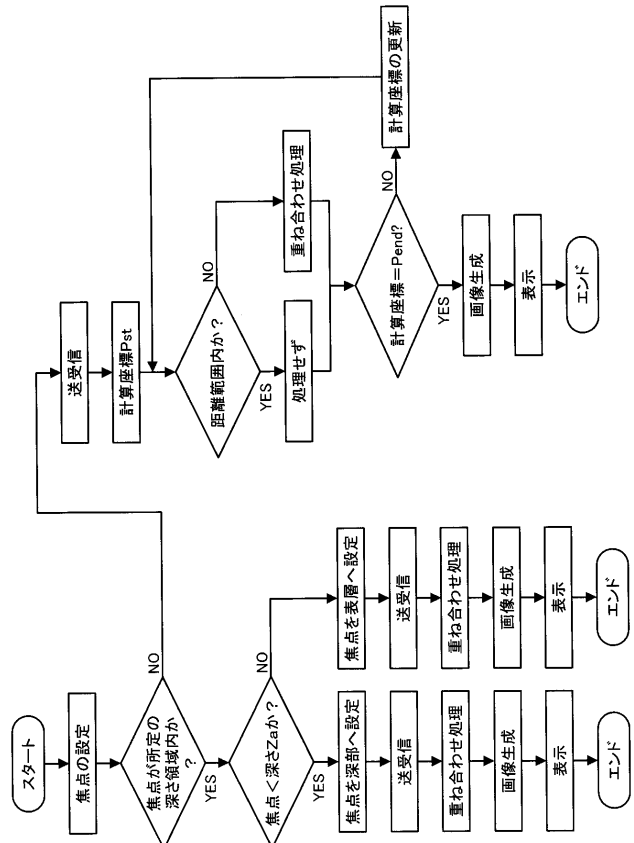 スタート
焦点の設定
焦点が所定の
深さ領域内か
?
YES
NO
焦点<深さZaか?
YES
NO
焦点を深部へ設定
送受信
重ね合わせ処理
画像生成
表示
エンド
焦点を表層へ設定
送受信
重ね合わせ処理
画像生成
表示
エンド
送受信
計算座標Pst
距離範囲内か?
YES
NO
処理せず
重ね合わせ処理
計算座標=Pend?
YES
NO
計算座標の更新
画像生成
表示
エンド